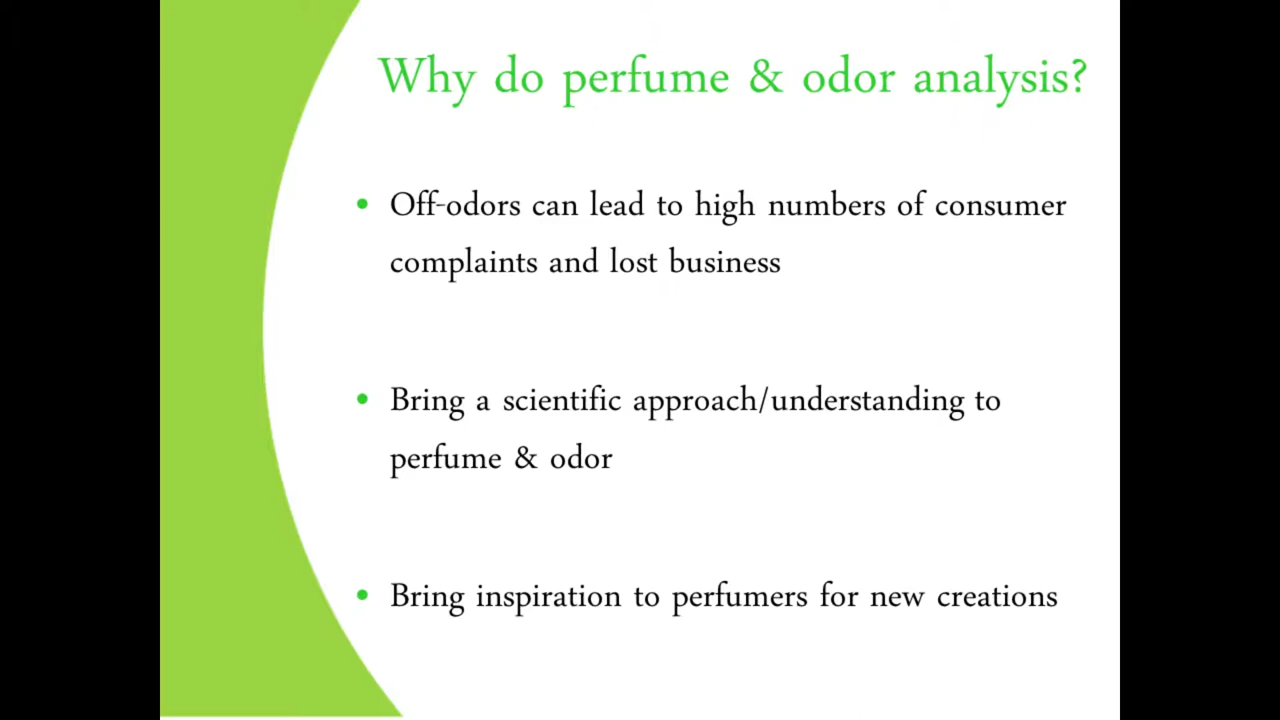 Why do perfume & odor analysis?
• Off-odors can lead to high numbers of consumer
complaints and lost business
• Bring a scientific approach/understanding to
perfume & odor
• Bring inspiration to perfumers for new creations